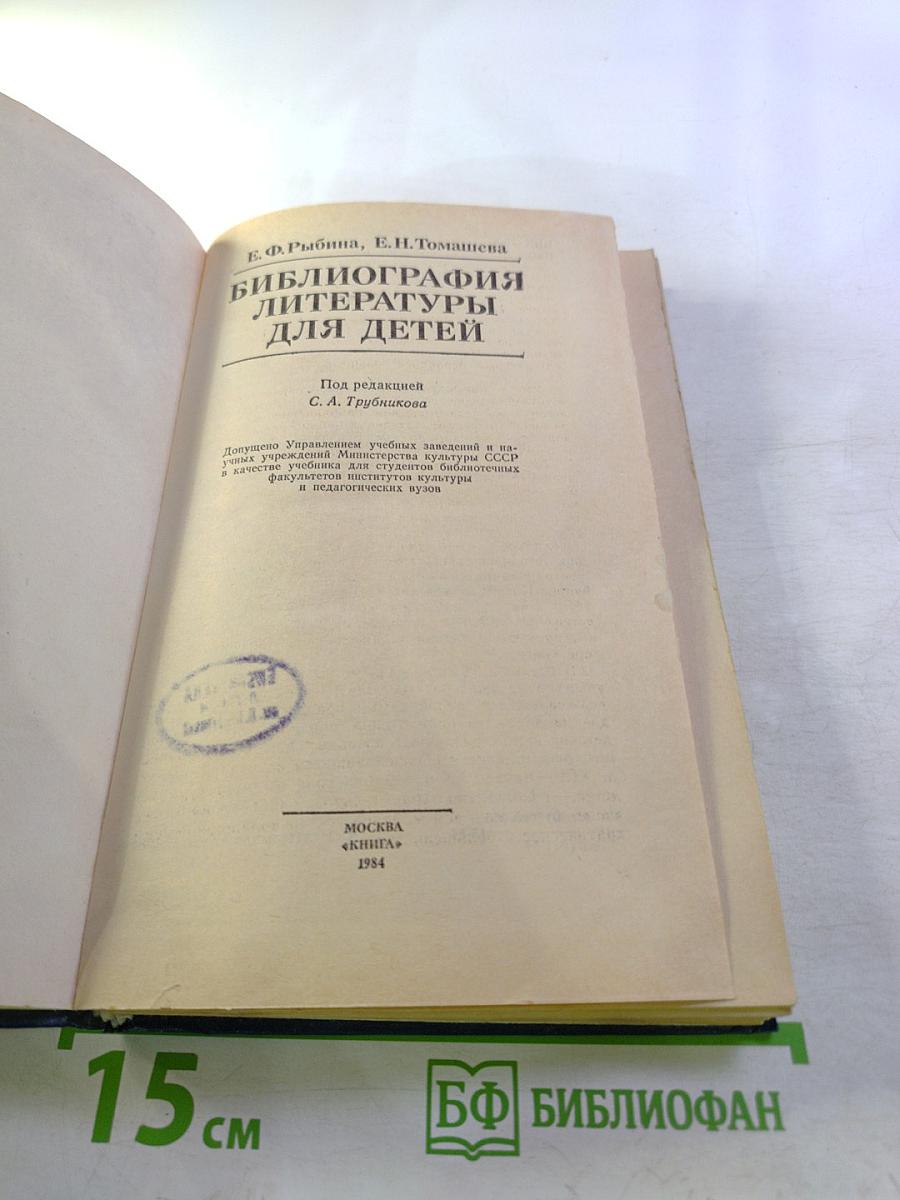 Е. Ф. Рыбина, Е. Н. Томашева
БИБЛИОГРАФИЯ
ЛИТЕРАТУРЫ
ДЛЯ ДЕТЕЙ
Под редакцией
С. А. Трубникова
Допущено Управлением учебных заведений и на-
учных учреждений Министерства культуры СССР
в качестве учебника для студентов библиотечных
факультетов институтов культуры
и педагогических вузов
МОСКВА
«КНИГА»
1984
15 см
БФ БИБЛИОФАН